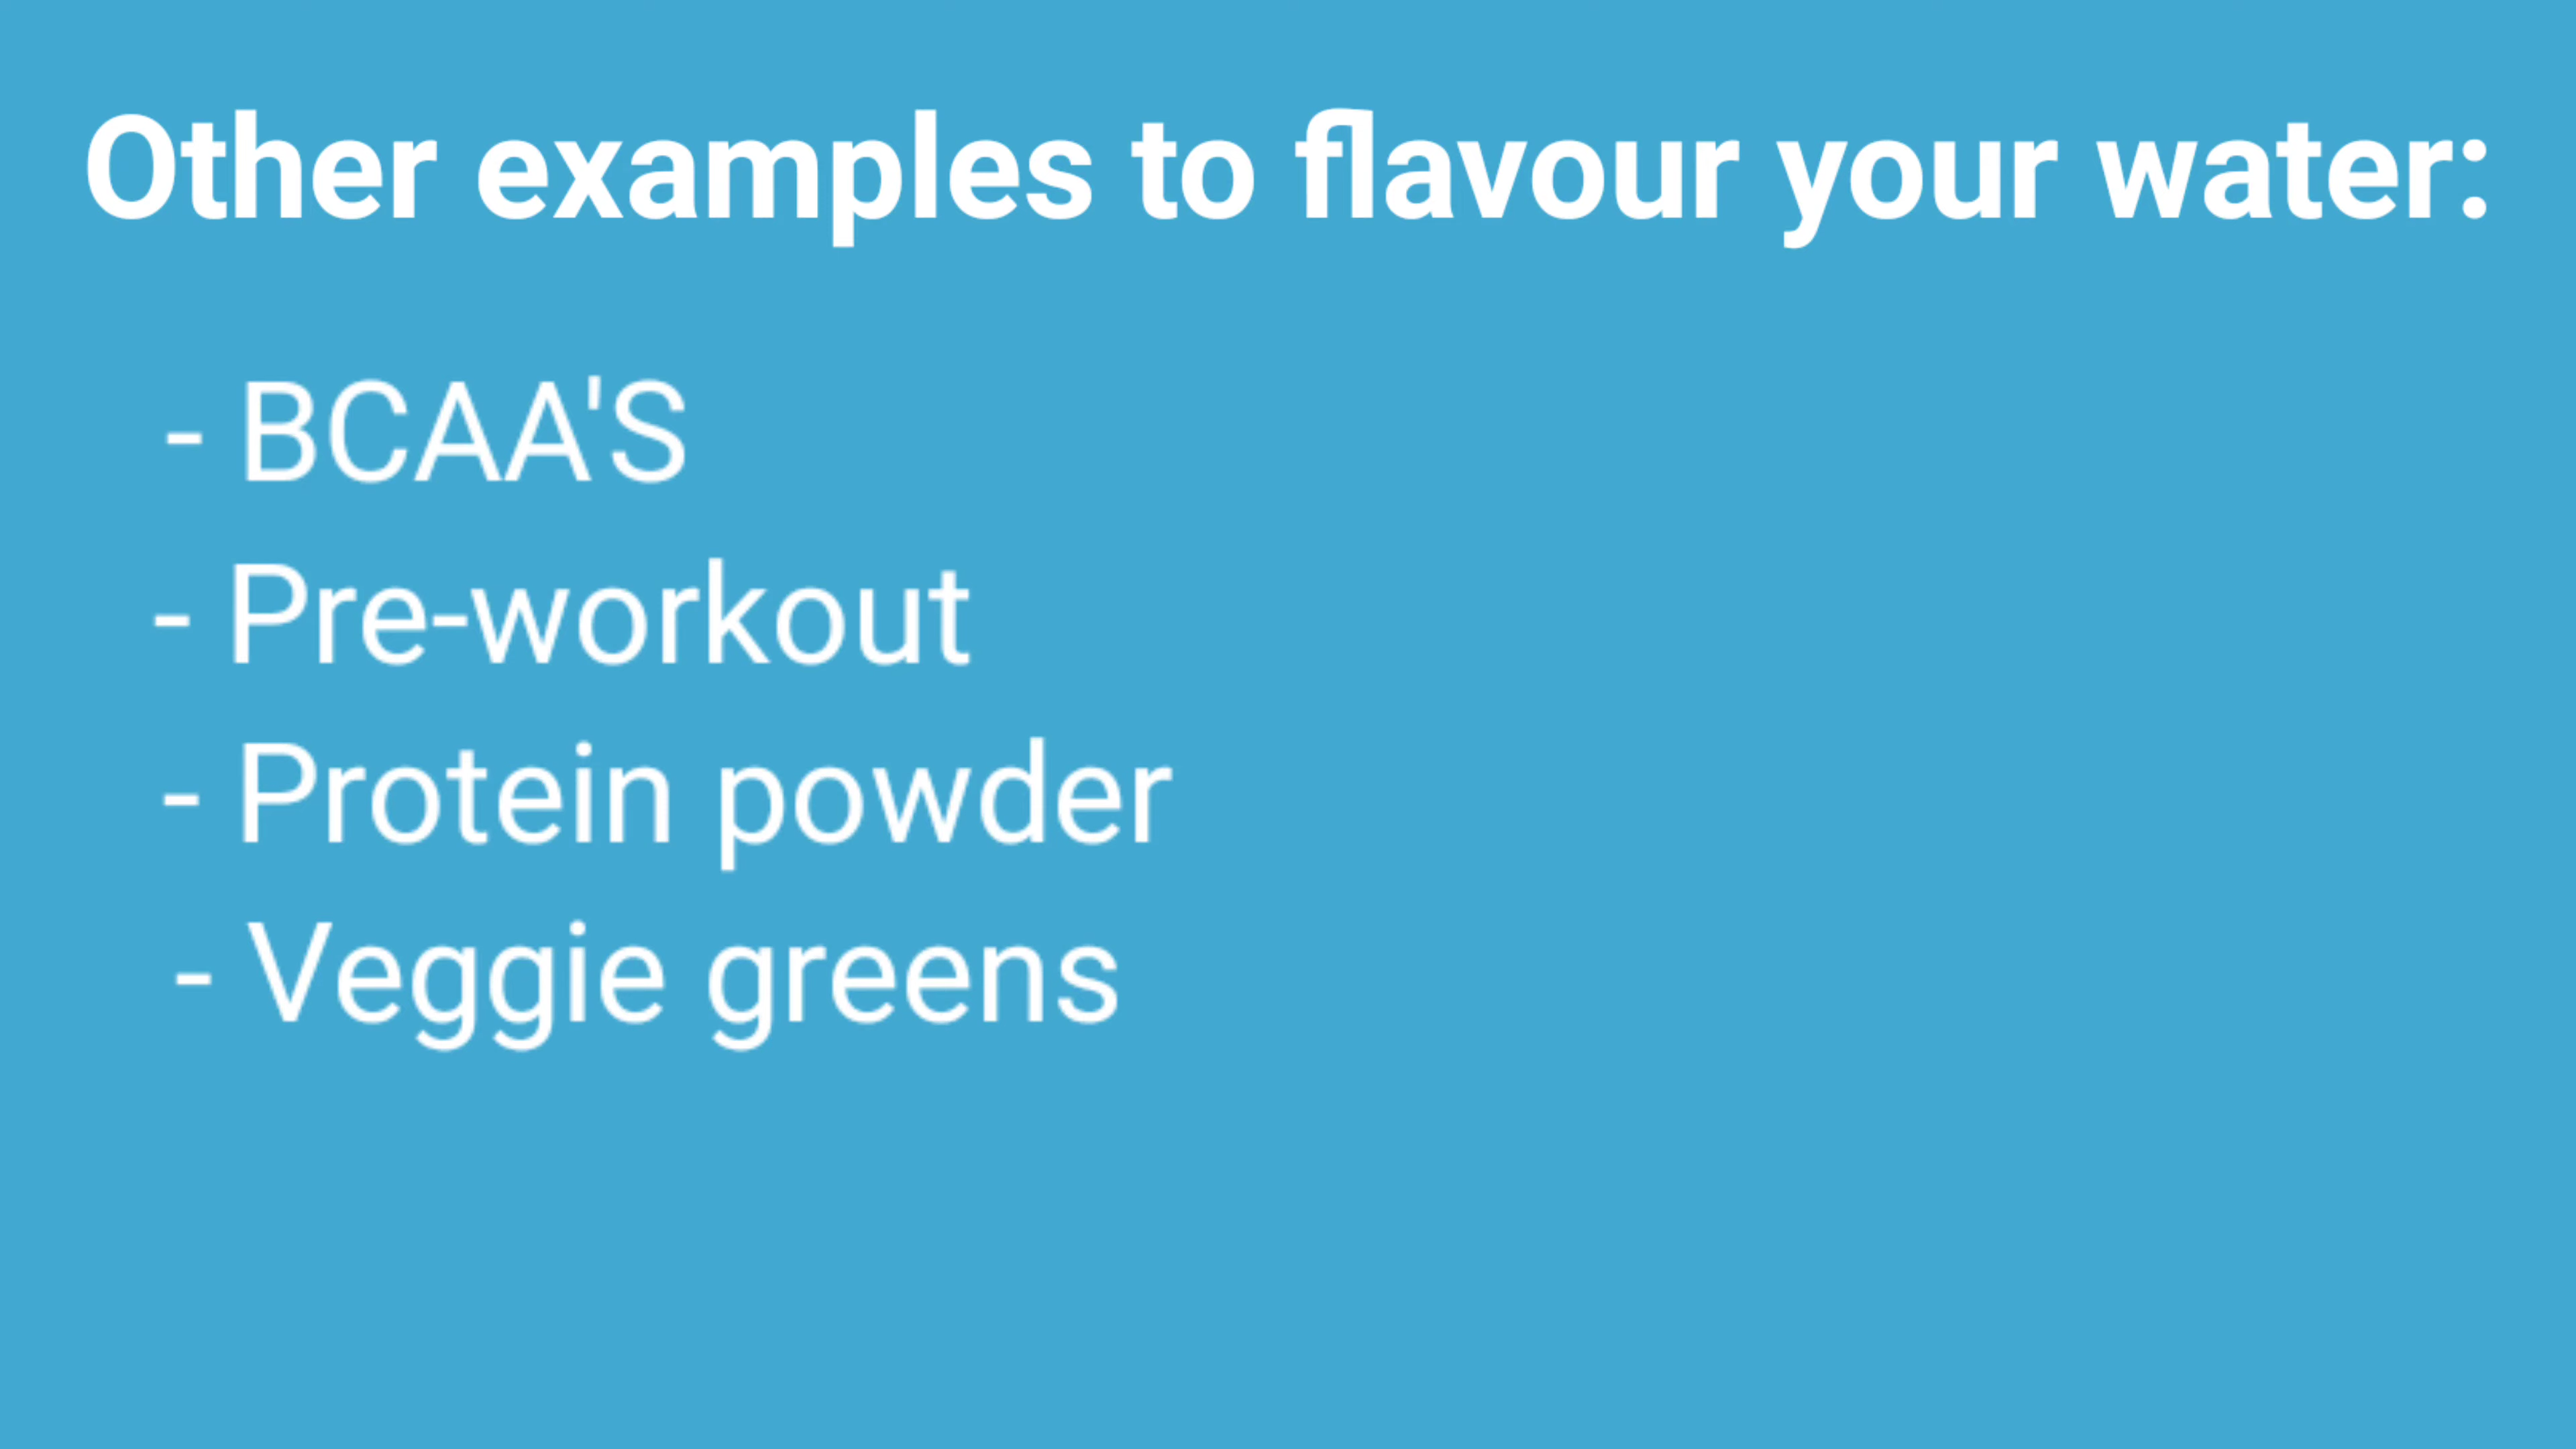 Other examples to flavour your water:
- BCAA'S
- Pre-workout
- Protein powder
- Veggie greens